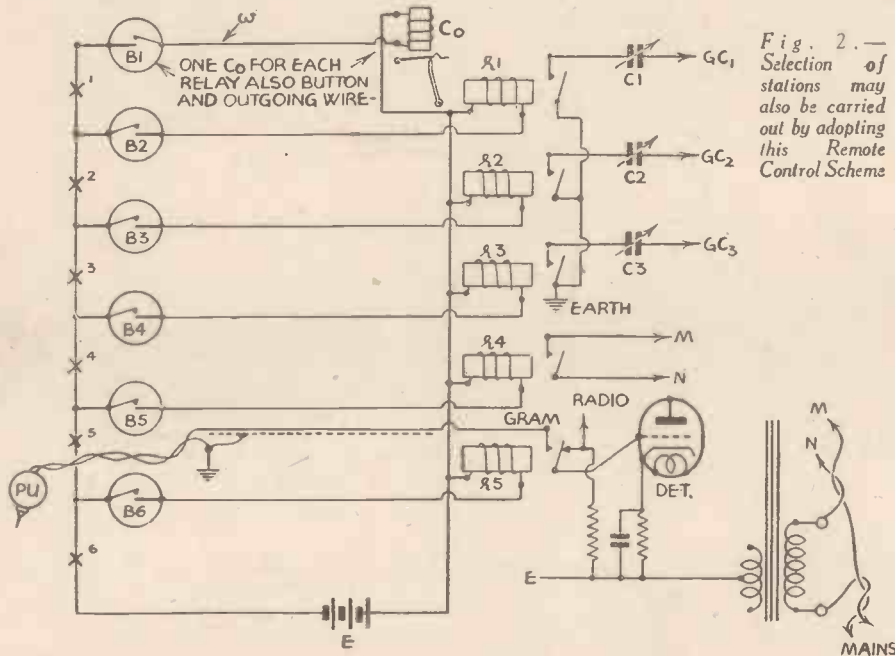 ω
B1
1
ONE Co FOR EACH
RELAY ALSO BUTTON
AND OUTGOING WIRE-
Co
R1
C1
GC1
Fig. 2.—
Selection of
stations may
also be carried
out by adopting
this Remote
Control Scheme
B2
2
R2
C2
GC2
B3
3
R3
C3
GC3
EARTH
B4
4
R4
M
N
B5
5
GRAM
RADIO
PU
R5
DET.
M
N
B6
6
E
E
MAINS